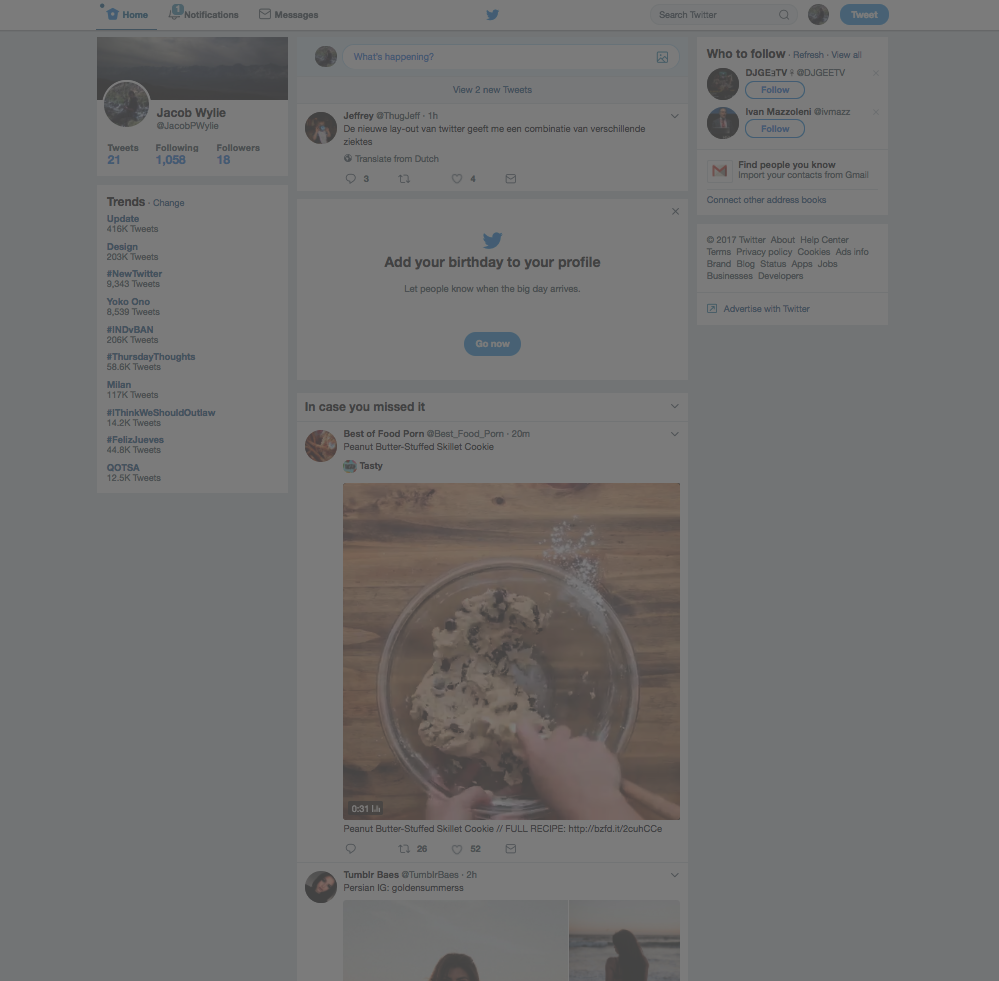 Home
1
Notifications
Messages
Search Twitter
Tweet
Jacob Wylie
@JacobPWylie
Tweets Following Followers
21 1,058 18
Trends · Change
Update
416K Tweets
Design
203K Tweets
#NewTwitter
9,343 Tweets
Yoko Ono
8,539 Tweets
#INDvBAN
206K Tweets
#ThursdayThoughts
58.6K Tweets
Milan
117K Tweets
#IThinkWeShouldOutlaw
14.2K Tweets
#FelizJueves
44.8K Tweets
QOTSA
12.5K Tweets
What's happening?
View 2 new Tweets
Jeffrey @ThugJeff · 1h
De nieuwe lay-out van twitter geeft me een combinatie van verschillende
ziektes
Translate from Dutch
3 4
Add your birthday to your profile
Let people know when the big day arrives.
Go now
In case you missed it
Best of Food Porn @Best_Food_Porn · 20m
Peanut Butter-Stuffed Skillet Cookie
Tasty
0:31
Peanut Butter-Stuffed Skillet Cookie // FULL RECIPE: http://bzfd.it/2cuhCCe
26 52
Tumblr Baes @TumblrBaes · 2h
Persian IG: goldensummerss
Who to follow · Refresh · View all
DJGEƎTV @DJGEETV
Follow
Ivan Mazzoleni @ivmazz
Follow
Find people you know
Import your contacts from Gmail
Connect other address books
© 2017 Twitter About Help Center
Terms Privacy policy Cookies Ads info
Brand Blog Status Apps Jobs
Businesses Developers
Advertise with Twitter